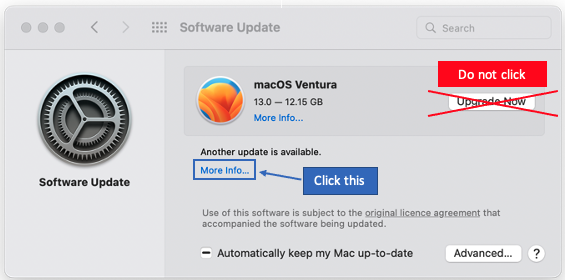 Software Update
Search
Do not click
macOS Ventura
13.0 — 12.15 GB
Upgrade Now
More Info...
Another update is available.
More Info...
Click this
Software Update
Use of this software is subject to the original licence agreement that
accompanied the software being updated.
Automatically keep my Mac up-to-date
Advanced...
?